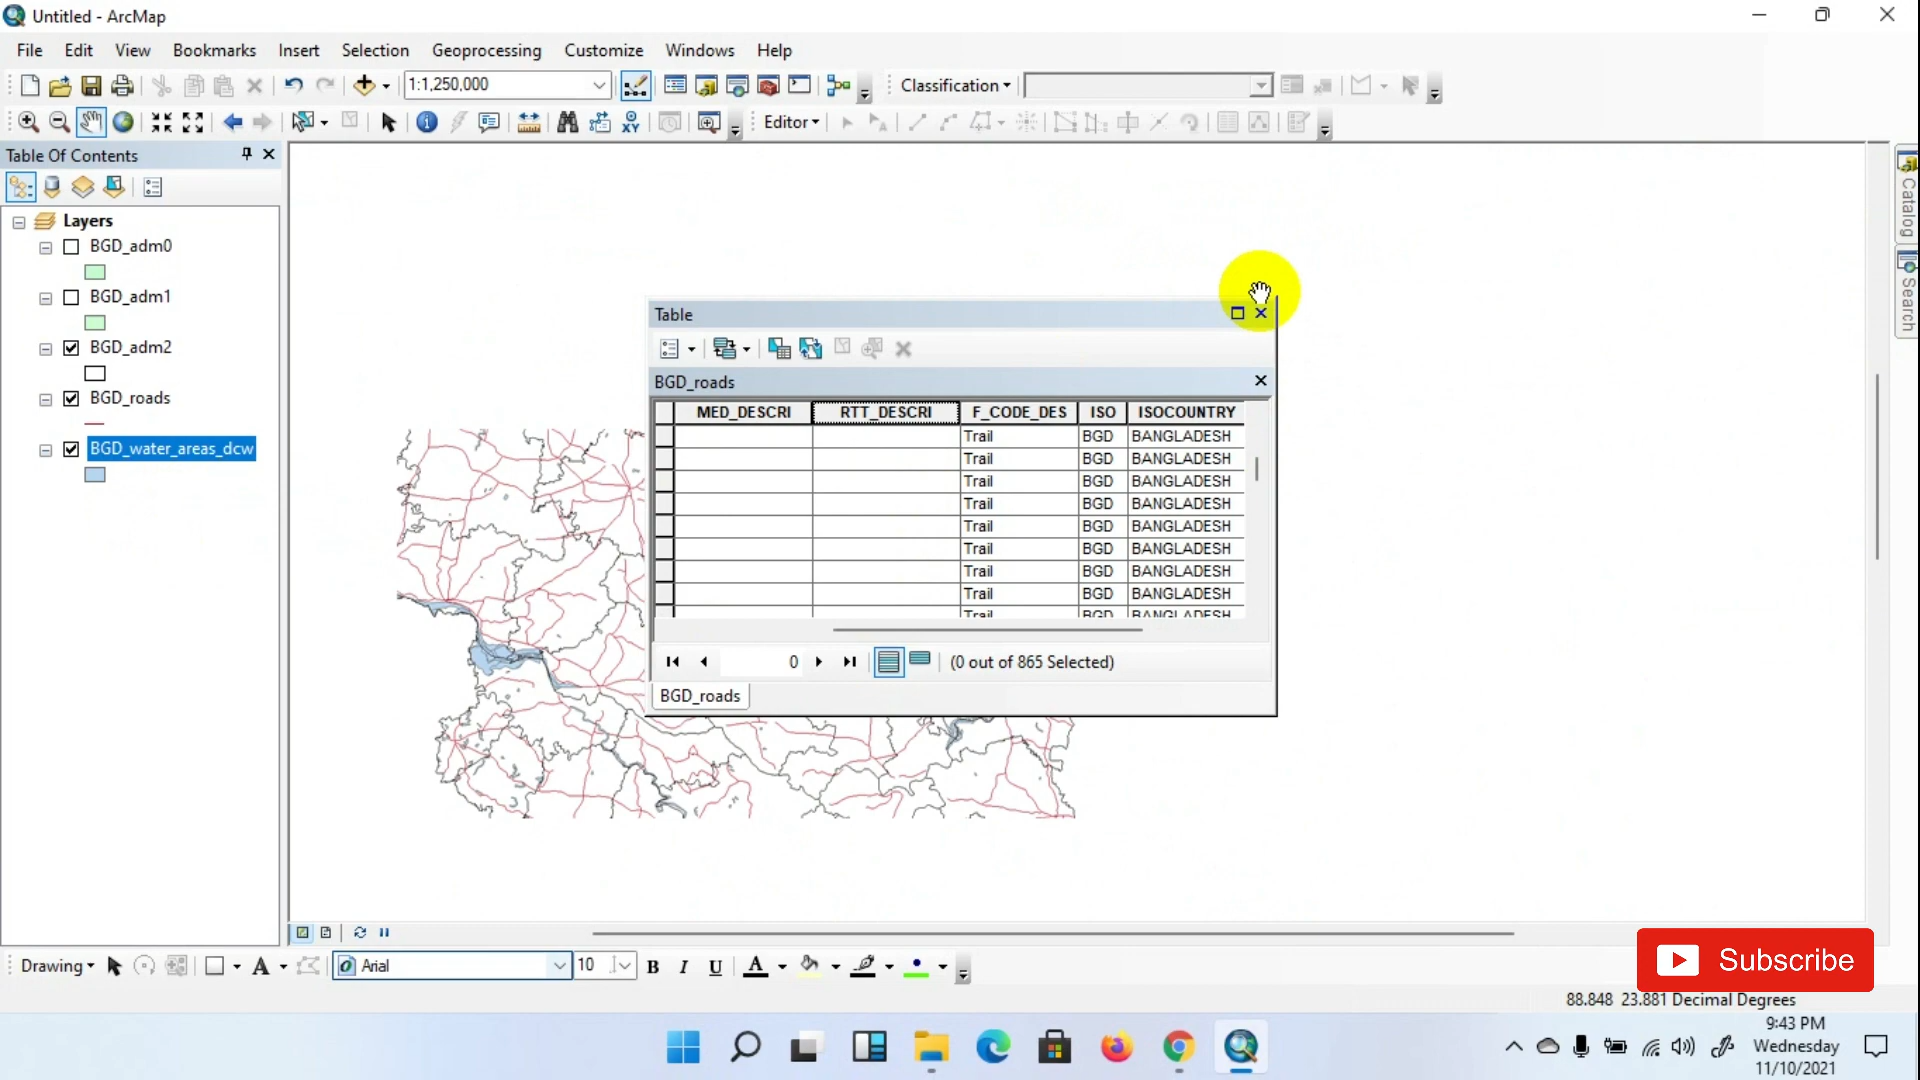 Untitled - ArcMap
File Edit View Bookmarks Insert Selection Geoprocessing Customize Windows Help
1:1,250,000 Classification
Editor
Table Of Contents
Layers
BGD_adm0
BGD_adm1
BGD_adm2
BGD_roads
BGD_water_areas_dcw
Table
BGD_roads
MED_DESCRI RTT_DESCRI F_CODE_DES ISO ISOCOUNTRY
Trail BGD BANGLADESH
Trail BGD BANGLADESH
Trail BGD BANGLADESH
Trail BGD BANGLADESH
Trail BGD BANGLADESH
Trail BGD BANGLADESH
Trail BGD BANGLADESH
Trail BGD BANGLADESH
Trail BGD BANGLADESH
0 (0 out of 865 Selected)
BGD_roads
Catalog
Search
Drawing A Arial 10 B I U A
Subscribe
88.848 23.881 Decimal Degrees
9:43 PM
Wednesday
11/10/2021